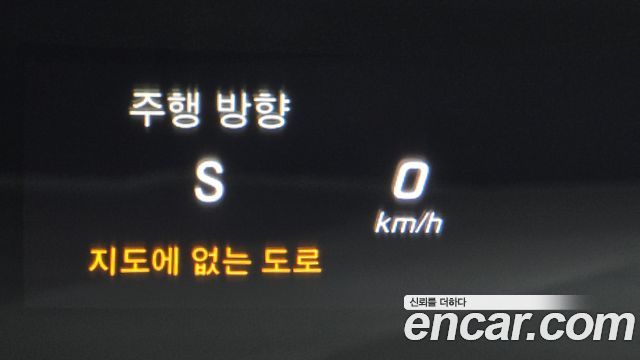 주행 방향
S
0
km/h
지도에 없는 도로
신뢰를 더하다
encar.com